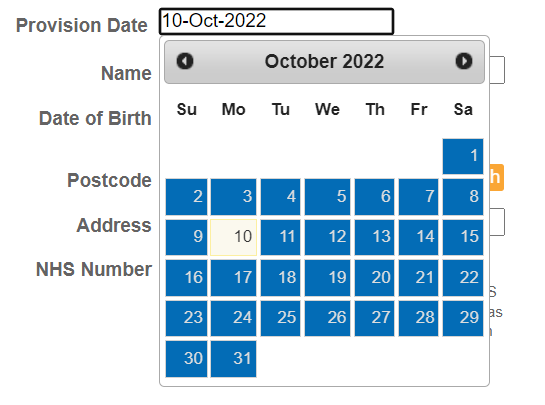 Provision Date 10-Oct-2022
October 2022
Name
Su Mo Tu We Th Fr Sa
Date of Birth
1
Postcode
h
2 3 4 5 6 7 8
Address
9 10 11 12 13 14 15
NHS Number
16 17 18 19 20 21 22
S
23 24 25 26 27 28 29
as
30 31